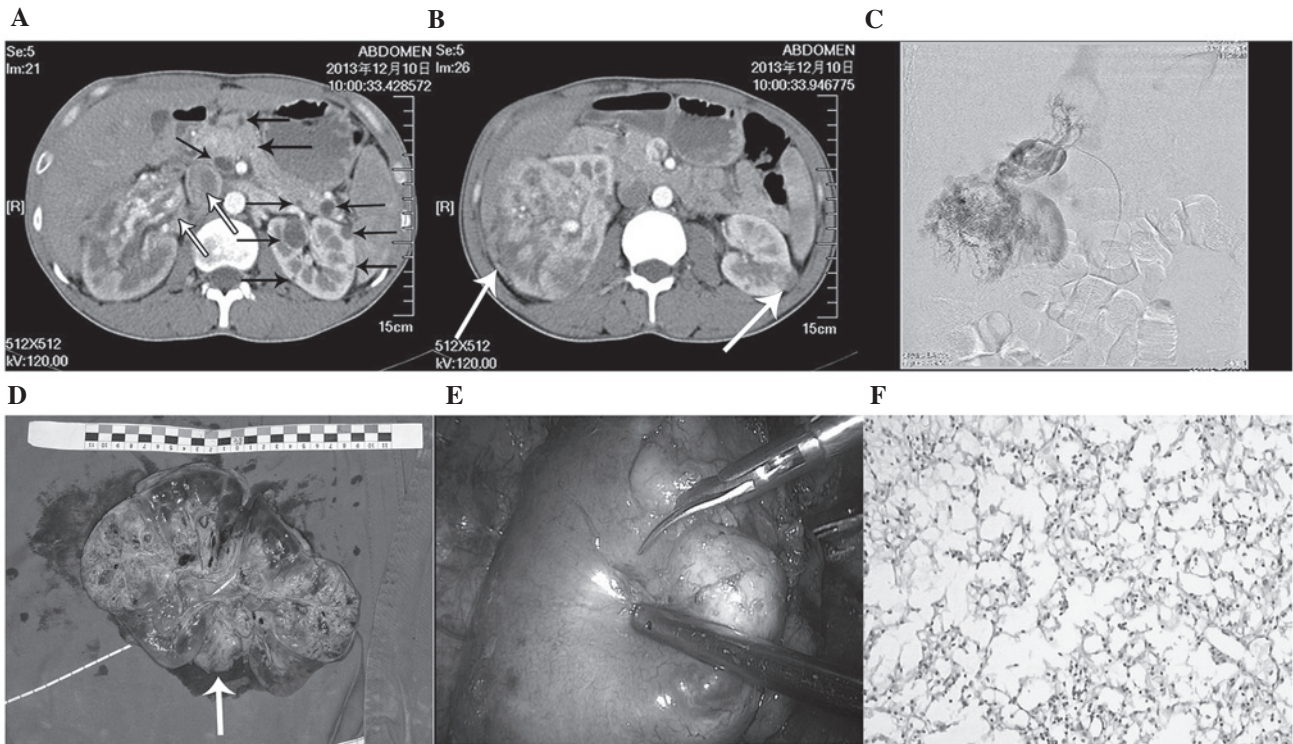 A
B
C
Se:5
Im:21
ABDOMEN
2013年12月10日
10:00:33.428572
[R]
15cm
512X512
kV:120.00
Se:5
Im:26
ABDOMEN
2013年12月10日
10:00:33.946775
[R]
15cm
512X512
kV:120.00
D
E
F